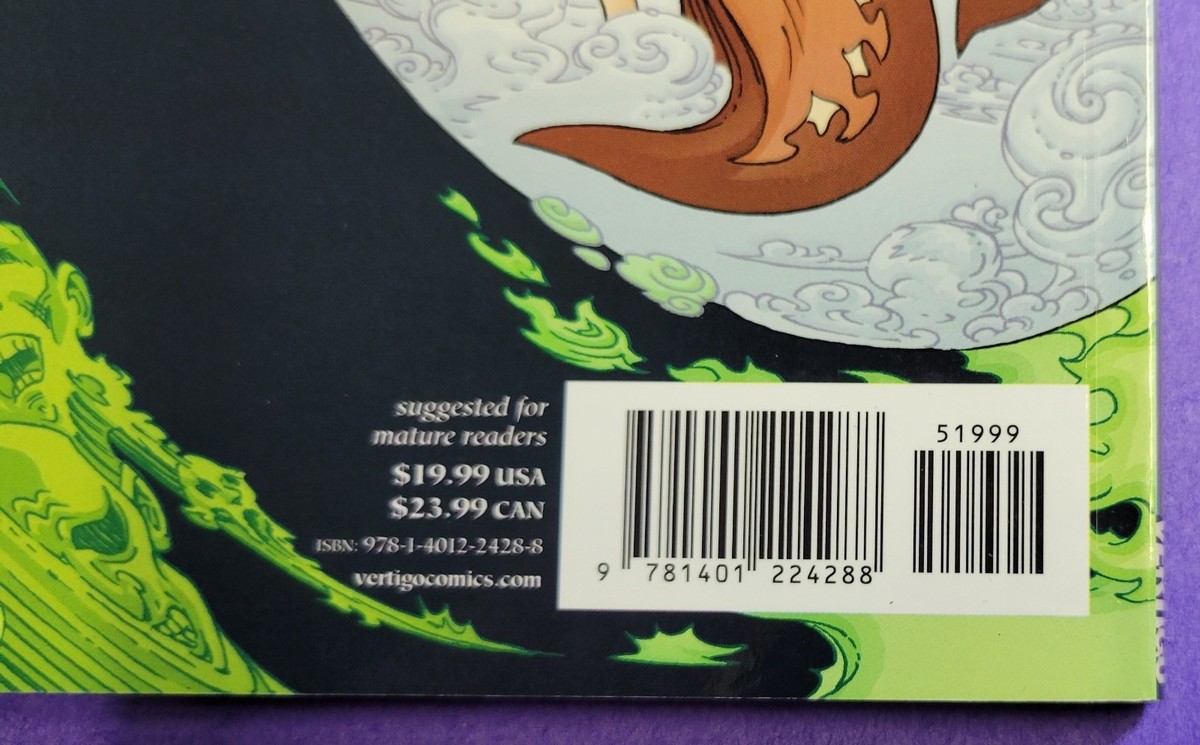 suggested for
mature readers
$19.99 USA
$23.99 CAN
ISBN: 978-1-4012-2428-8
vertigocomics.com
51999
9 781401 224288